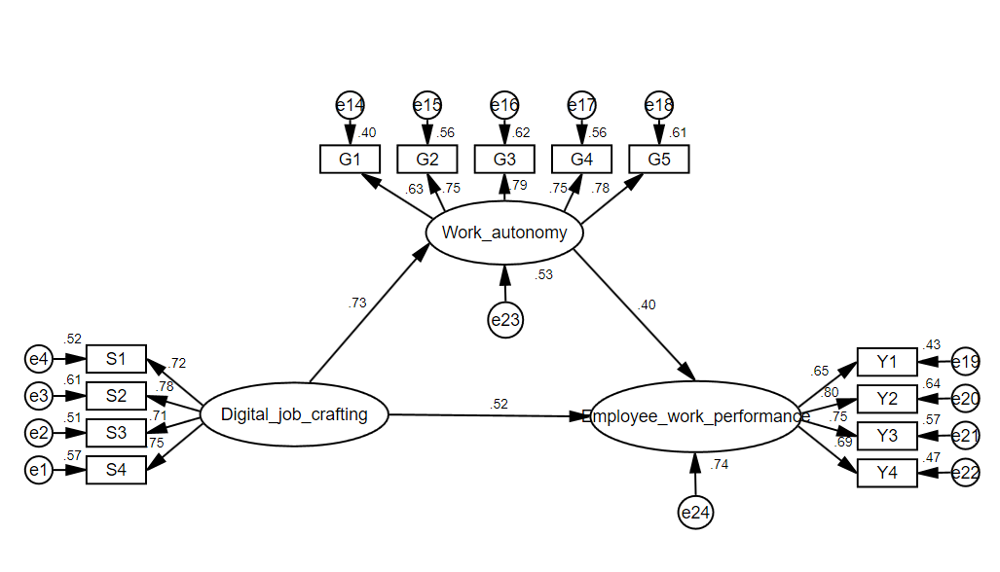 e14 e15 e16 e17 e18
.40 .56 .62 .56 .61
G1 G2 G3 G4 G5
.63 .75 .79 .75 .78
Work_autonomy
.53
.73
.40
e23
.52
.43
e4 S1
.72
.65
Y1 e19
.61
.78
.80
.64
e3 S2
Y2 e20
.51
.71
.52
.75
.57
e2 S3
Digital_job_crafting
Employee_work_performance
Y3 e21
.57
.75
.69
.47
e1 S4
Y4 e22
.74
e24